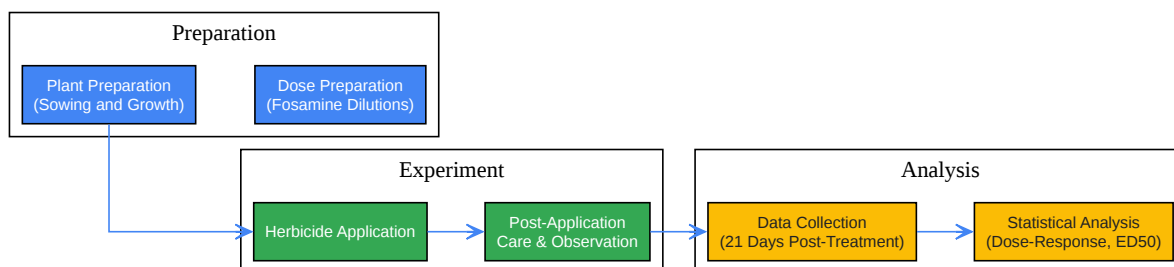 Preparation
Plant Preparation
(Sowing and Growth)
Dose Preparation
(Fosamine Dilutions)
Experiment
Herbicide Application
Post-Application
Care & Observation
Analysis
Data Collection
(21 Days Post-Treatment)
Statistical Analysis
(Dose-Response, ED50)